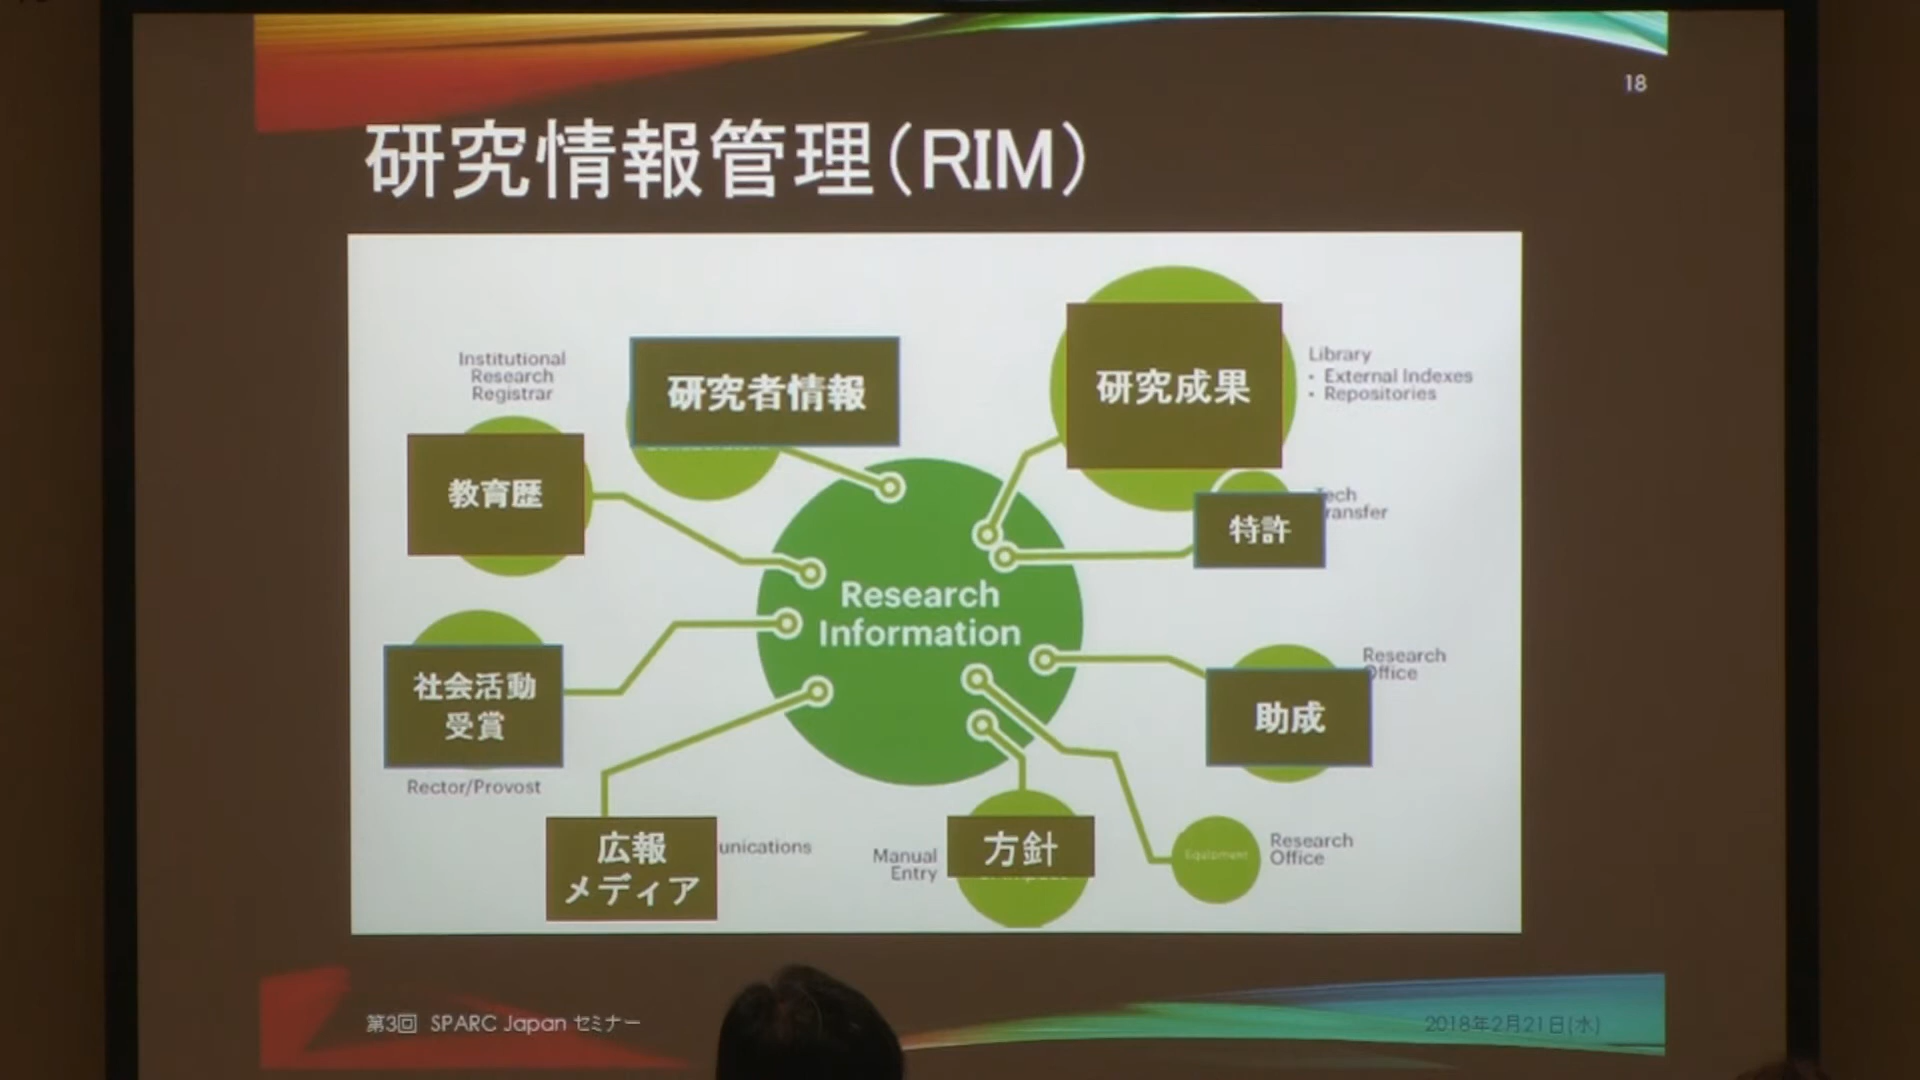 18
研究情報管理（RIM）
Institutional
Research
Registrar
研究者情報
研究成果
Library
・ External Indexes
・ Repositories
教育歴
Tech
ransfer
特許
Research
Information
社会活動
受賞
Rector/Provost
Research
Office
助成
広報
メディア
unications
Manual
Entry
方針
Equipment
Research
Office
第3回 SPARC Japan セミナー
2018年2月21日(水)